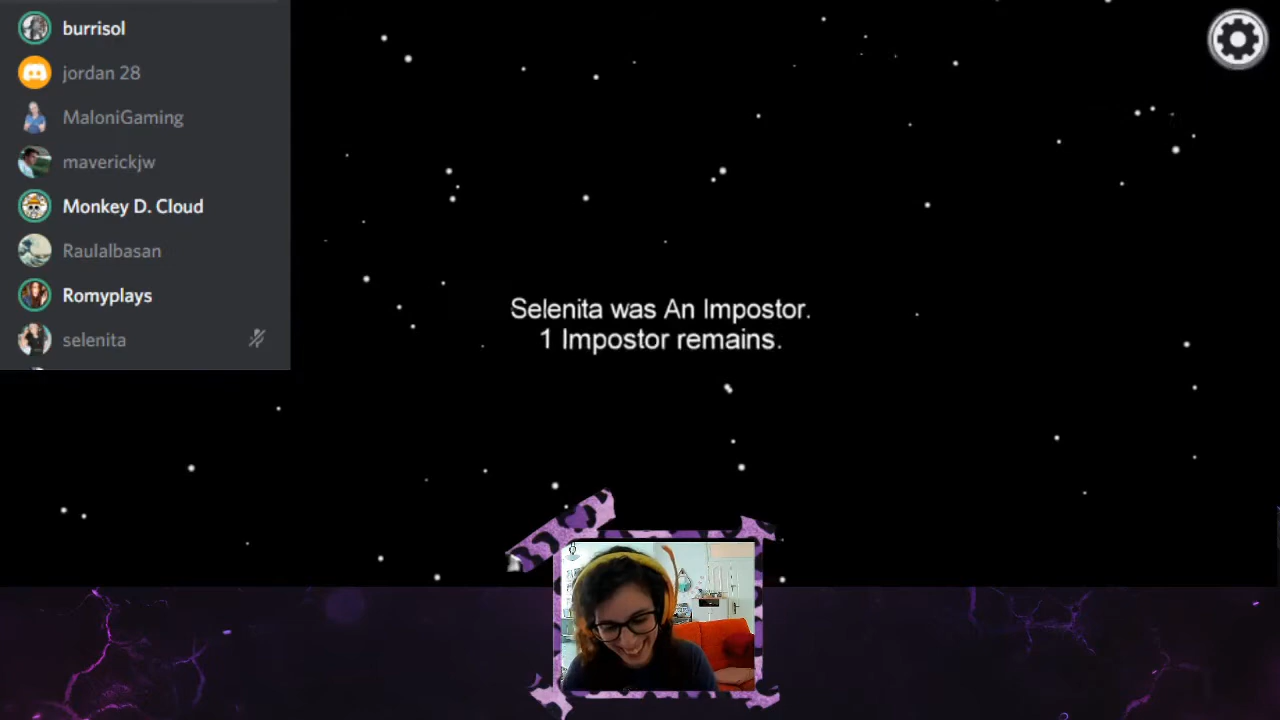 burrisol
jordan 28
MaloniGaming
maverickjw
Monkey D. Cloud
Raulalbasan
Romyplays
selenita
Selenita was An Impostor.
1 Impostor remains.